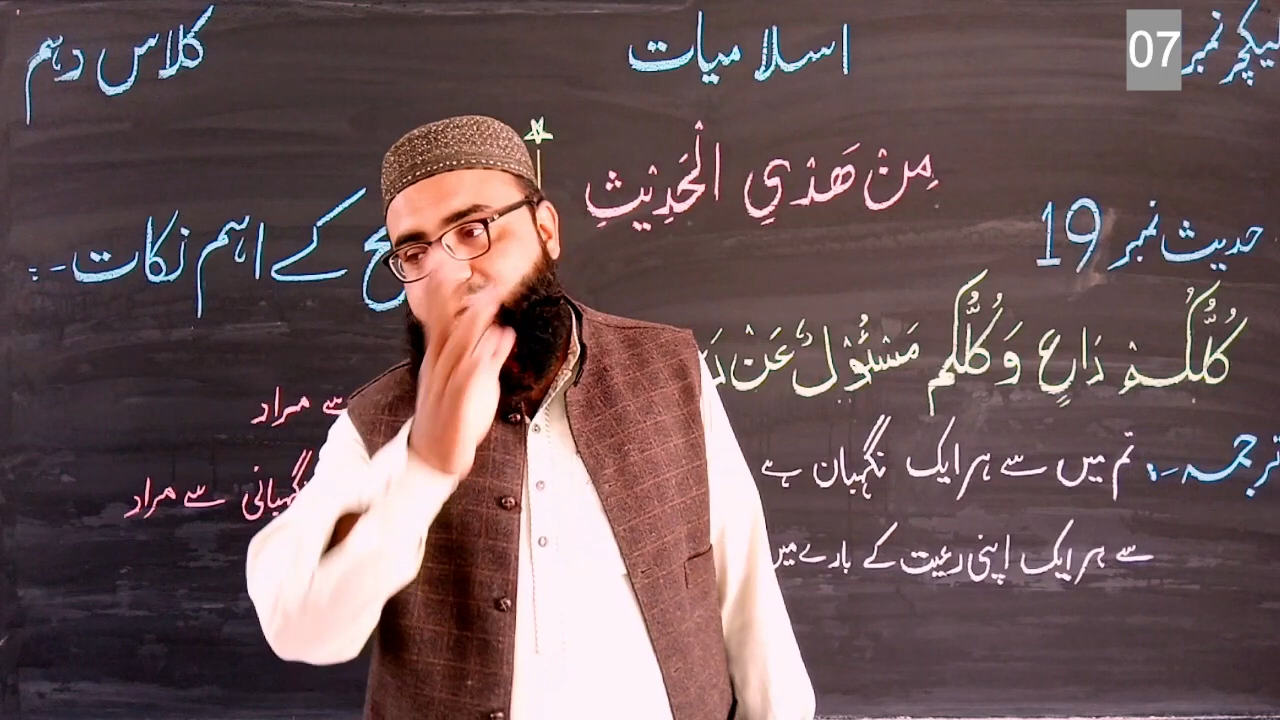 لیکچر نمبر 07
اسلامیات
کلاس دہم
مِنْ هَدْيِ الْحَدِيْثِ
حدیث نمبر 19
كُلُّكُمْ رَاعٍ وَكُلُّكُم مَسْئُوْلٌ عَنْ
ترجمہ:۔ تم میں سے ہر ایک نگہبان ہے
سے ہر ایک اپنی رعیت کے بارے میں
کے اہم نکات۔:
سے مراد
نگہبانی سے مراد